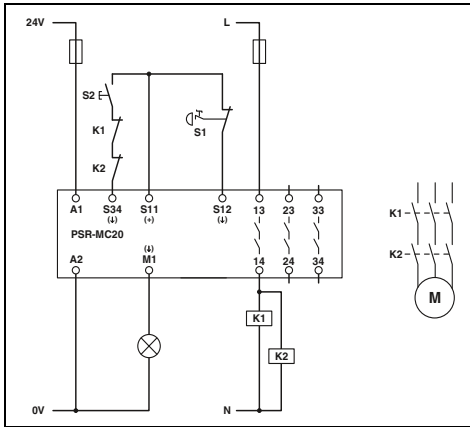 24V L
S2
K1 S1
K2
K1
A1 S34 S11 S12 13 23 33
(↓) (+) (↓)
PSR-MC20
K2
(↓)
A2 M1 14 24 34
M
K1
K2
0V N